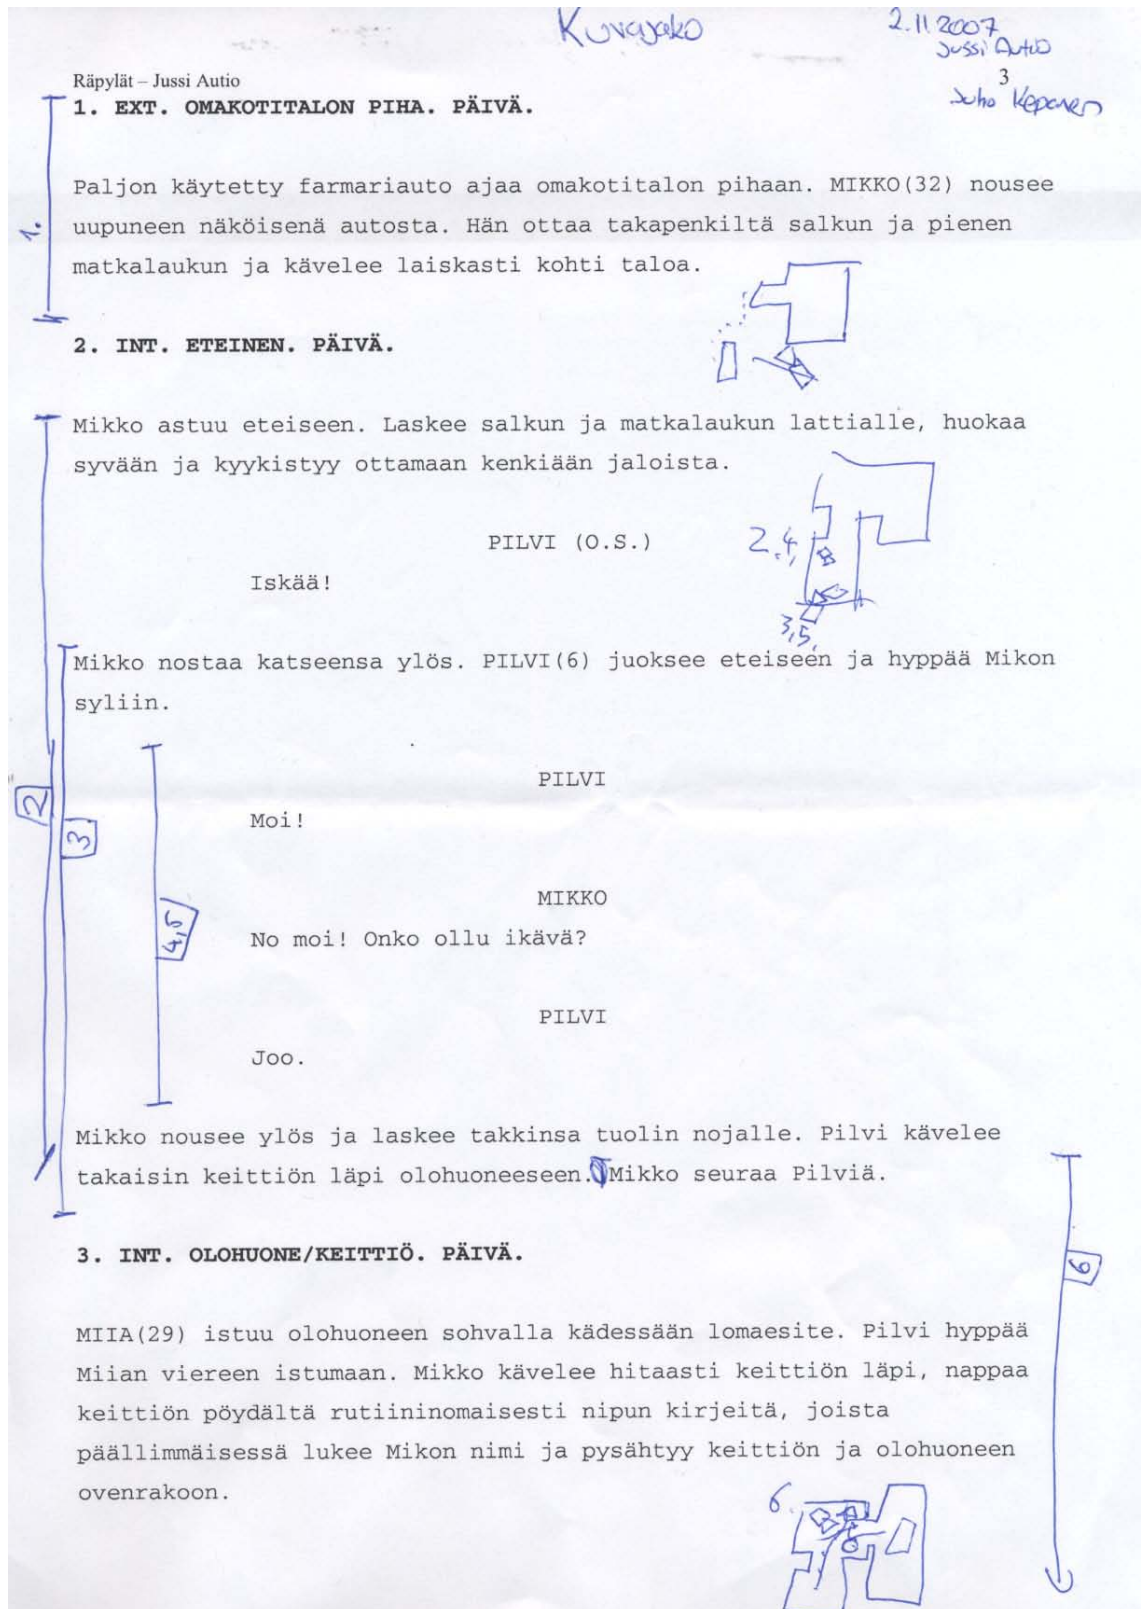 Kuvajako
2.11.2007
Jussi Autio
Räpylät – Jussi Autio
3
Juho
1. EXT. OMAKOTITALON PIHA. PÄIVÄ.
Paljon käytetty farmariauto ajaa omakotitalon pihaan. MIKKO(32) nousee
1.
uupuneen näköisenä autosta. Hän ottaa takapenkiltä salkun ja pienen
matkalaukun ja kävelee laiskasti kohti taloa.
2. INT. ETEINEN. PÄIVÄ.
Mikko astuu eteiseen. Laskee salkun ja matkalaukun lattialle, huokaa
syvään ja kyykistyy ottamaan kenkiään jaloista.
PILVI (O.S.)
2,4,
Iskää!
3,5,
Mikko nostaa katseensa ylös. PILVI(6) juoksee eteiseen ja hyppää Mikon
syliin.
PILVI
2
Moi!
3
MIKKO
4,5
No moi! Onko ollu ikävä?
PILVI
Joo.
Mikko nousee ylös ja laskee takkinsa tuolin nojalle. Pilvi kävelee
takaisin keittiön läpi olohuoneeseen. Mikko seuraa Pilviä.
3. INT. OLOHUONE/KEITTIÖ. PÄIVÄ.
6
MIIA(29) istuu olohuoneen sohvalla kädessään lomaesite. Pilvi hyppää
Miian viereen istumaan. Mikko kävelee hitaasti keittiön läpi, nappaa
keittiön pöydältä rutiininomaisesti nipun kirjeitä, joista
päällimmäisessä lukee Mikon nimi ja pysähtyy keittiön ja olohuoneen
ovenrakoon.
6.